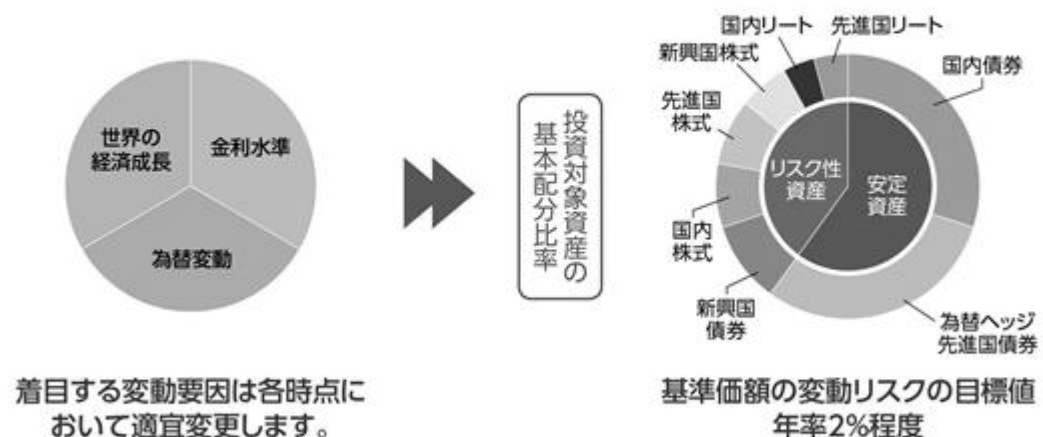 世界の
経済成長
金利水準
為替変動
着目する変動要因は各時点に
おいて適宜変更します。
投資対象資産の
基本配分比率
国内リート
先進国リート
新興国株式
国内債券
先進国
株式
リスク性
資産
安定
資産
国内
株式
新興国
債券
為替ヘッジ
先進国債券
基準価額の変動リスクの目標値
年率2%程度